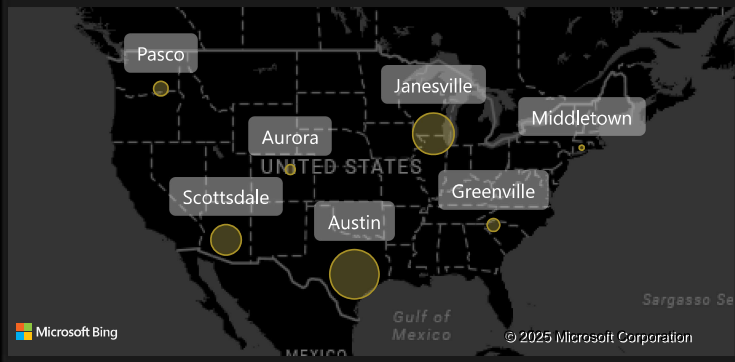 Pasco
Janesville
Middletown
Aurora
UNITED STATES
Scottsdale
Greenville
Austin
Sargasso Se
Gulf of
Mexico
Microsoft Bing
© 2025 Microsoft Corporation
MEXICO